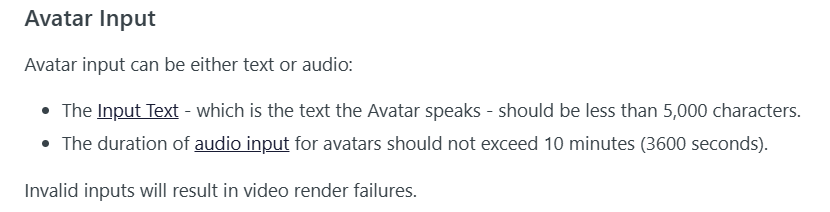 Avatar Input
Avatar input can be either text or audio:
• The Input Text - which is the text the Avatar speaks - should be less than 5,000 characters.
• The duration of audio input for avatars should not exceed 10 minutes (3600 seconds).
Invalid inputs will result in video render failures.